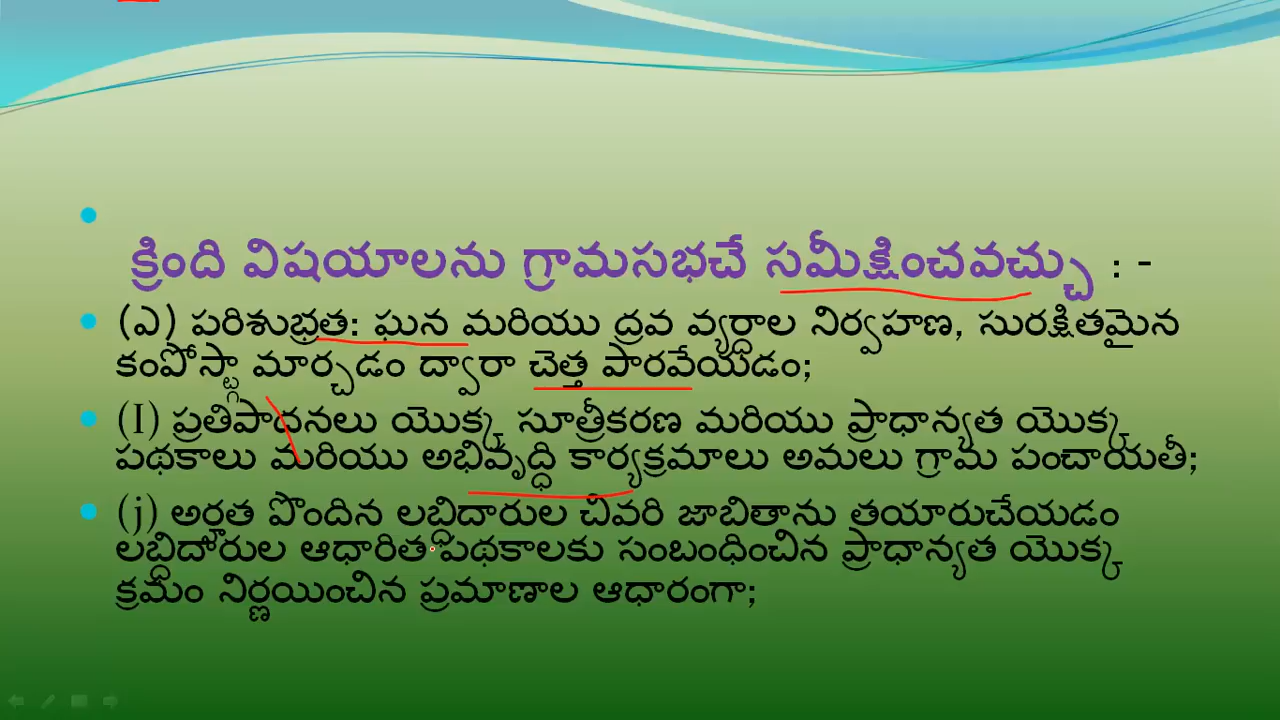 క్రింది విషయాలను గ్రామసభచే సమీక్షించవచ్చు : -
(ఎ) పరిశుభ్రత: ఘన మరియు ద్రవ వ్యర్థాల నిర్వహణ, సురక్షితమైన
కంపోస్ట్గా మార్చడం ద్వారా చెత్త పారవేయడం;
(I) ప్రతిపాదనలు యొక్క సూత్రీకరణ మరియు ప్రాధాన్యత యొక్క
పథకాలు మరియు అభివృద్ధి కార్యక్రమాలు అమలు గ్రామ పంచాయతీ;
(j) అర్హత పొందిన లబ్ధిదారుల చివరి జాబితాను తయారుచేయడం
లబ్ధిదారుల ఆధారిత పథకాలకు సంబంధించిన ప్రాధాన్యత యొక్క
క్రమం నిర్ణయించిన ప్రమాణాల ఆధారంగా;